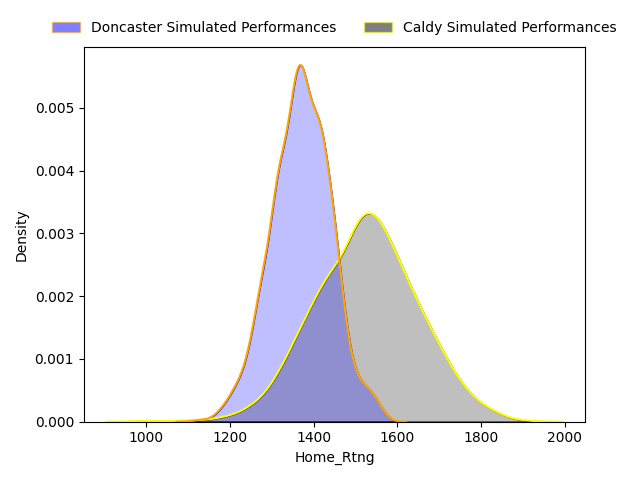 Doncaster Simulated Performances
Caldy Simulated Performances
Density
0.005
0.004
0.003
0.002
0.001
0.000
1000 1200 1400 1600 1800 2000
Home_Rtng